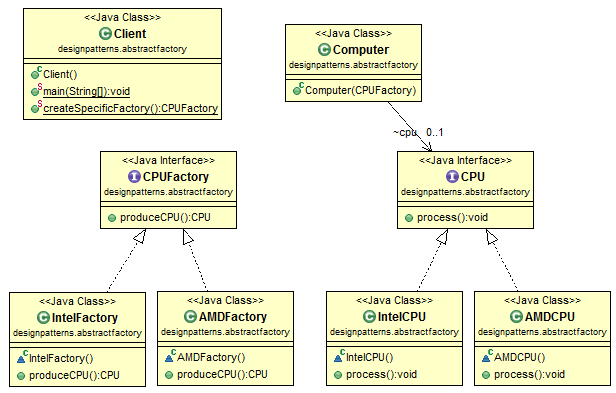 <<Java Class>>
Client
designpatterns.abstractfactory
Client()
main(String[]):void
createSpecificFactory():CPUFactory
<<Java Class>>
Computer
designpatterns.abstractfactory
Computer(CPUFactory)
~cpu 0..1
<<Java Interface>>
CPUFactory
designpatterns.abstractfactory
produceCPU():CPU
<<Java Interface>>
CPU
designpatterns.abstractfactory
process():void
<<Java Class>>
IntelFactory
designpatterns.abstractfactory
IntelFactory()
produceCPU():CPU
<<Java Class>>
AMDFactory
designpatterns.abstractfactory
AMDFactory()
produceCPU():CPU
<<Java Class>>
IntelCPU
designpatterns.abstractfactory
IntelCPU()
process():void
<<Java Class>>
AMDCPU
designpatterns.abstractfactory
AMDCPU()
process():void